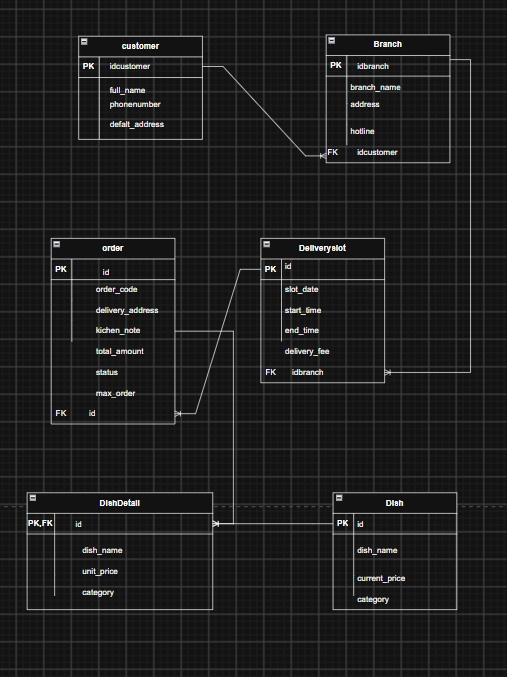 customer
PK idcustomer
full_name
phonenumber
defalt_address
Branch
PK idbranch
branch_name
address
hotline
FK idcustomer
order
PK id
order_code
delivery_address
kichen_note
total_amount
status
max_order
FK id
Deliveryslot
PK id
slot_date
start_time
end_time
delivery_fee
FK idbranch
DishDetail
PK,FK id
dish_name
unit_price
category
Dish
PK id
dish_name
current_price
category